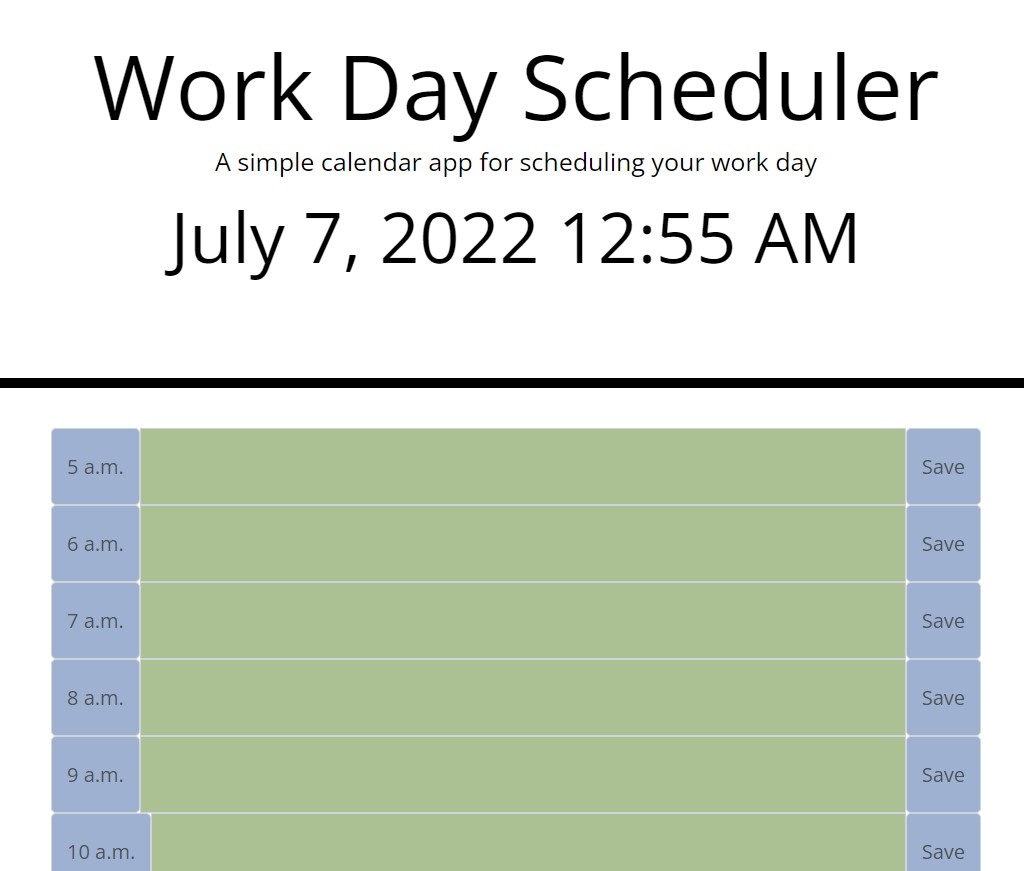 Work Day Scheduler
A simple calendar app for scheduling your work day
July 7, 2022 12:55 AM
5 a.m. Save
6 a.m. Save
7 a.m. Save
8 a.m. Save
9 a.m. Save
10 a.m. Save